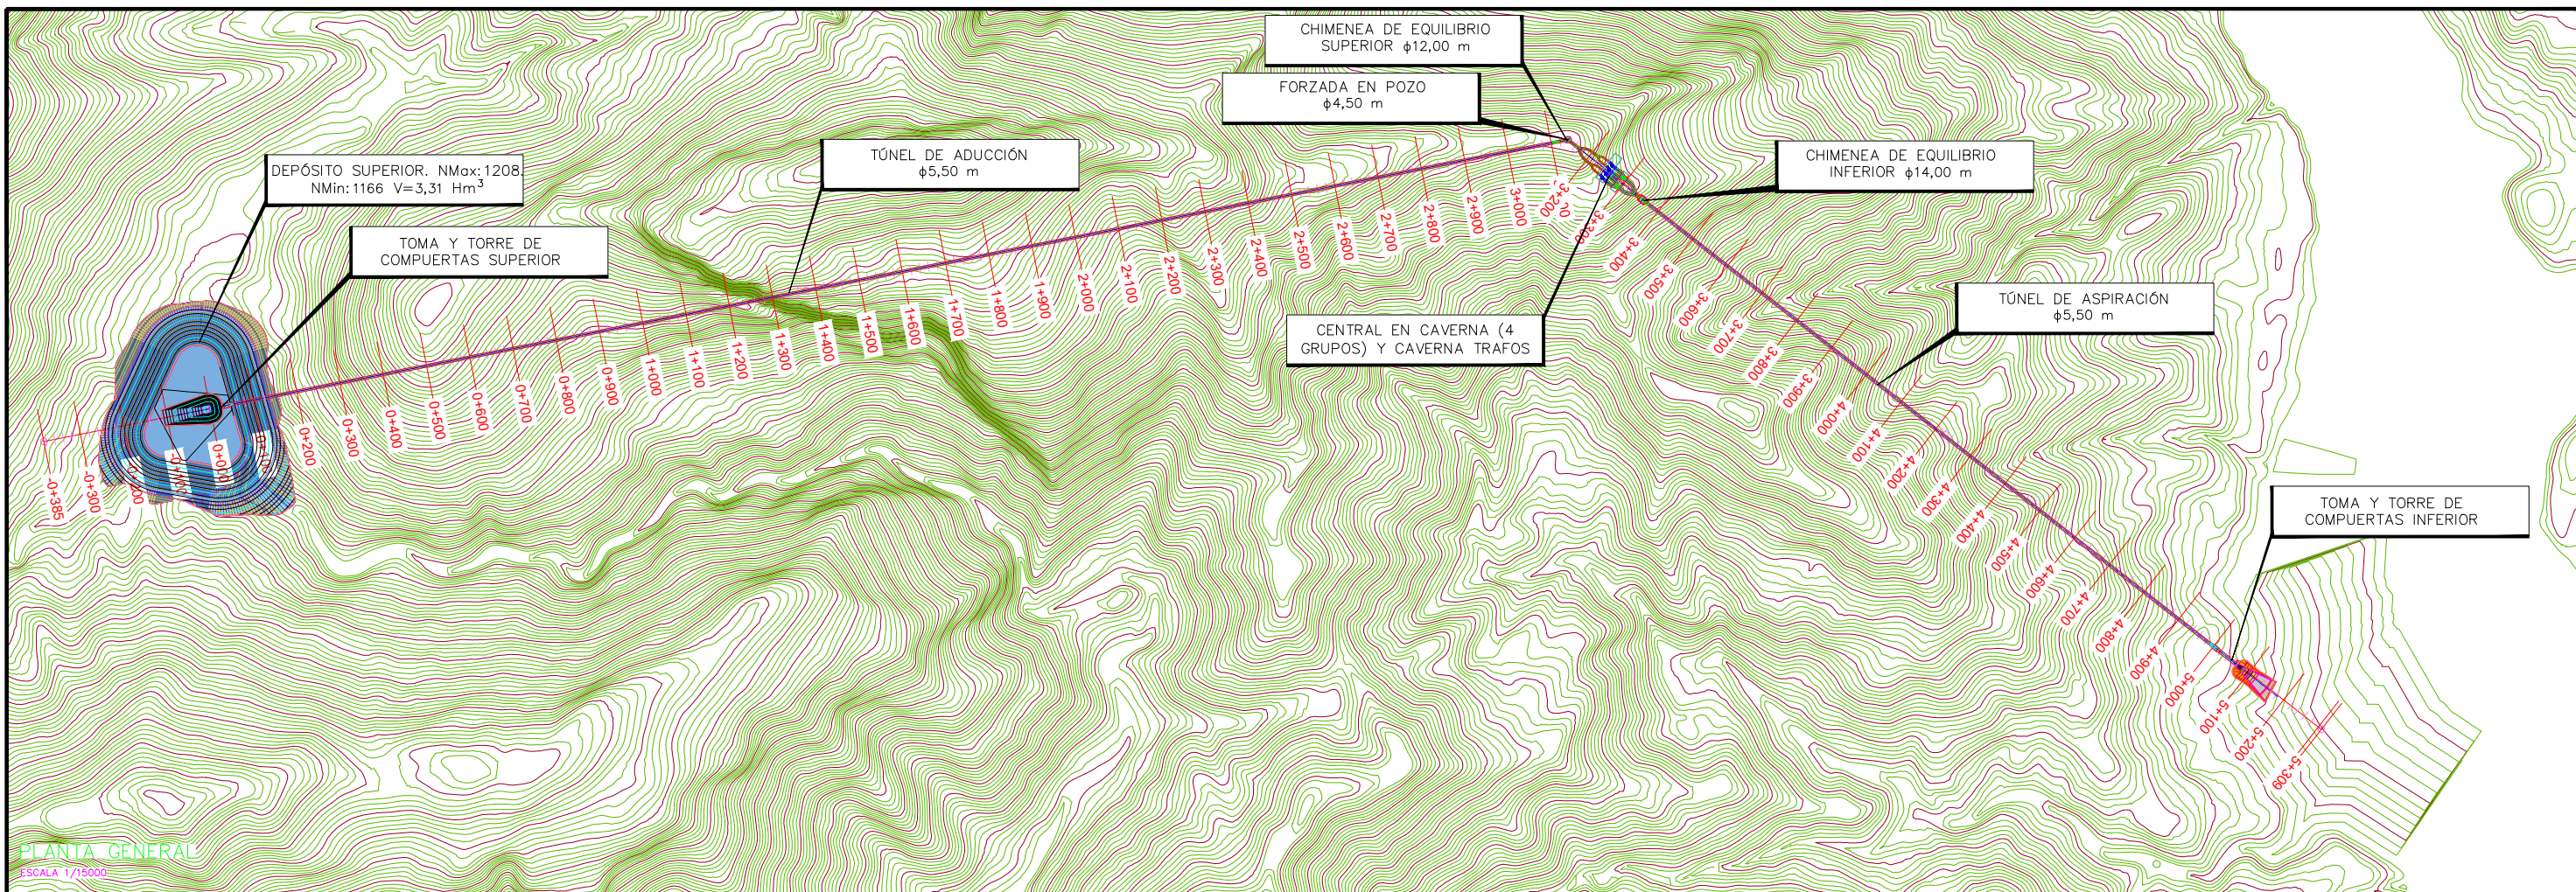 CHIMENEA DE EQUILIBRIO
SUPERIOR ϕ12,00 m
FORZADA EN POZO
ϕ4,50 m
TÚNEL DE ADUCCIÓN
ϕ5,50 m
CHIMENEA DE EQUILIBRIO
INFERIOR ϕ14,00 m
DEPÓSITO SUPERIOR. NMax:1208.
NMin:1166 V=3,31 Hm³
TOMA Y TORRE DE
COMPUERTAS SUPERIOR
TÚNEL DE ASPIRACIÓN
ϕ5,50 m
CENTRAL EN CAVERNA (4
GRUPOS) Y CAVERNA TRAFOS
TOMA Y TORRE DE
COMPUERTAS INFERIOR
-0+385
-0+300
0+000
0+200
0+300
0+400
0+500
0+600
0+700
0+800
0+900
1+000
1+100
1+200
1+300
1+400
1+500
1+600
1+700
1+800
1+900
2+000
2+100
2+200
2+300
2+400
2+500
2+600
2+700
2+800
2+900
3+000
3+200
3+300
3+400
3+500
3+600
3+700
3+800
3+900
4+000
4+100
4+200
4+300
4+400
4+500
4+600
4+700
4+800
4+900
5+000
5+100
5+200
5+309
PLANTA GENERAL
ESCALA 1/15000